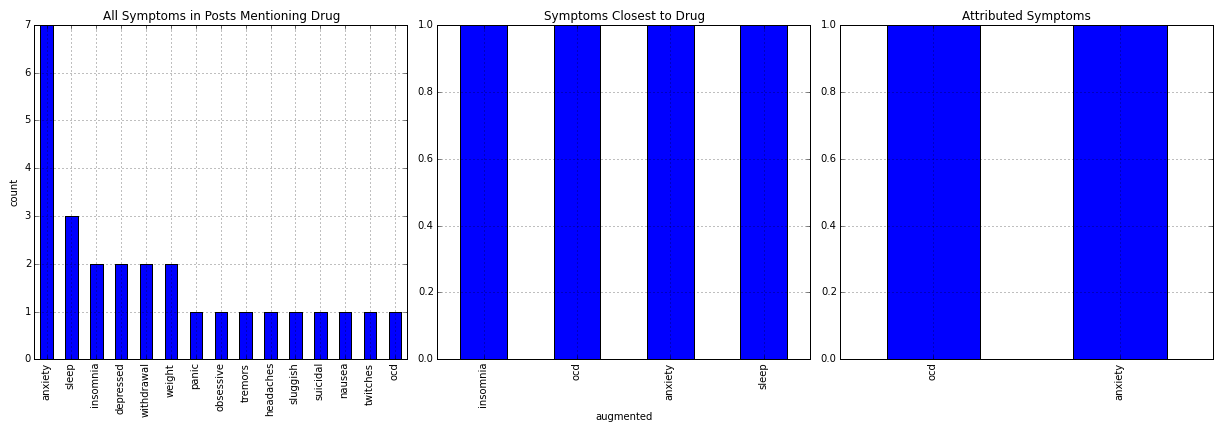 All Symptoms in Posts Mentioning Drug
count
7
6
5
4
3
2
1
0
anxiety
sleep
insomnia
depressed
withdrawal
weight
panic
obsessive
tremors
headaches
sluggish
suicidal
nausea
twitches
ocd
Symptoms Closest to Drug
1.0
0.8
0.6
0.4
0.2
0.0
insomnia
ocd
anxiety
sleep
augmented
Attributed Symptoms
1.0
0.8
0.6
0.4
0.2
0.0
ocd
anxiety